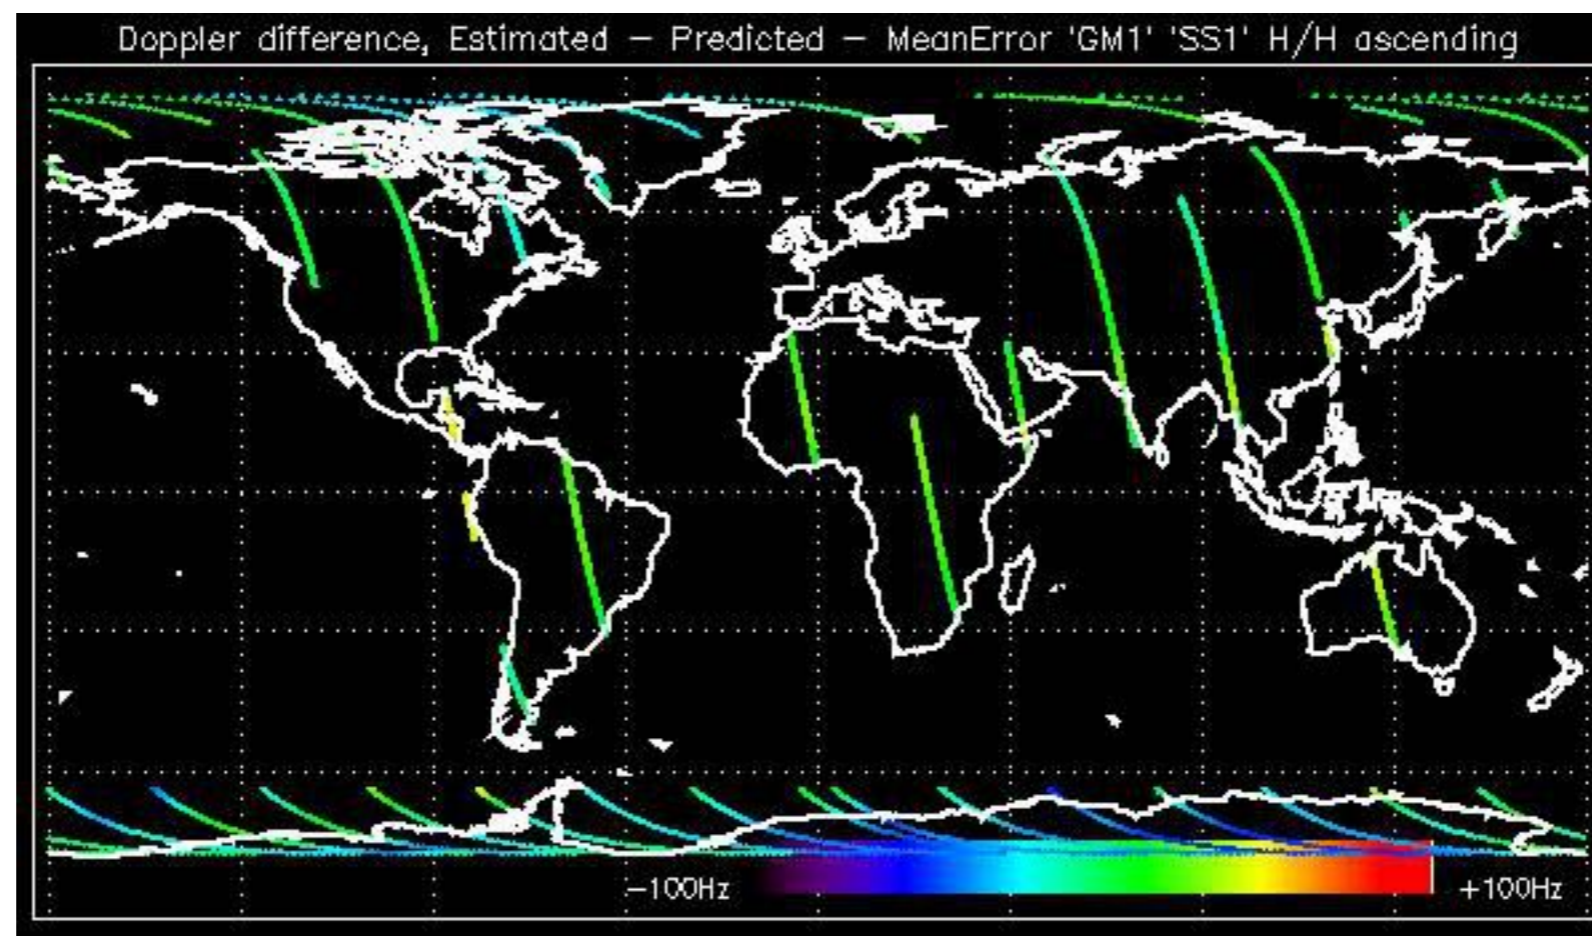 Doppler difference, Estimated – Predicted – MeanError 'GM1' 'SS1' H/H ascending
–100Hz +100Hz